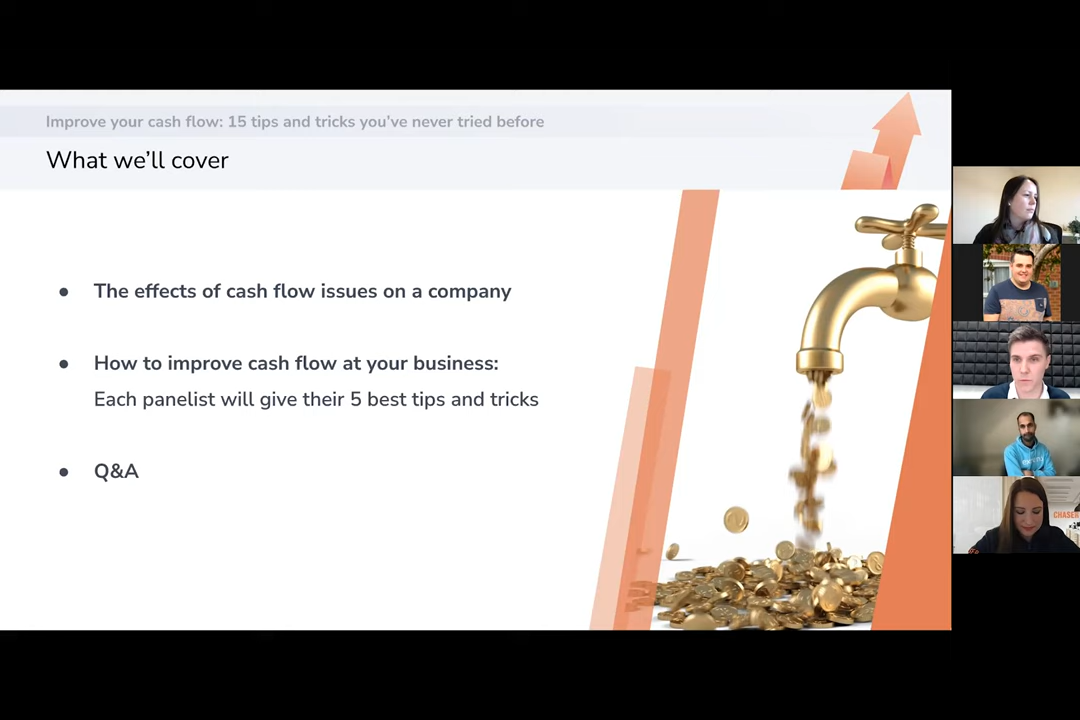 Improve your cash flow: 15 tips and tricks you've never tried before
What we'll cover
● The effects of cash flow issues on a company
● How to improve cash flow at your business:
Each panelist will give their 5 best tips and tricks
● Q&A
CHASER